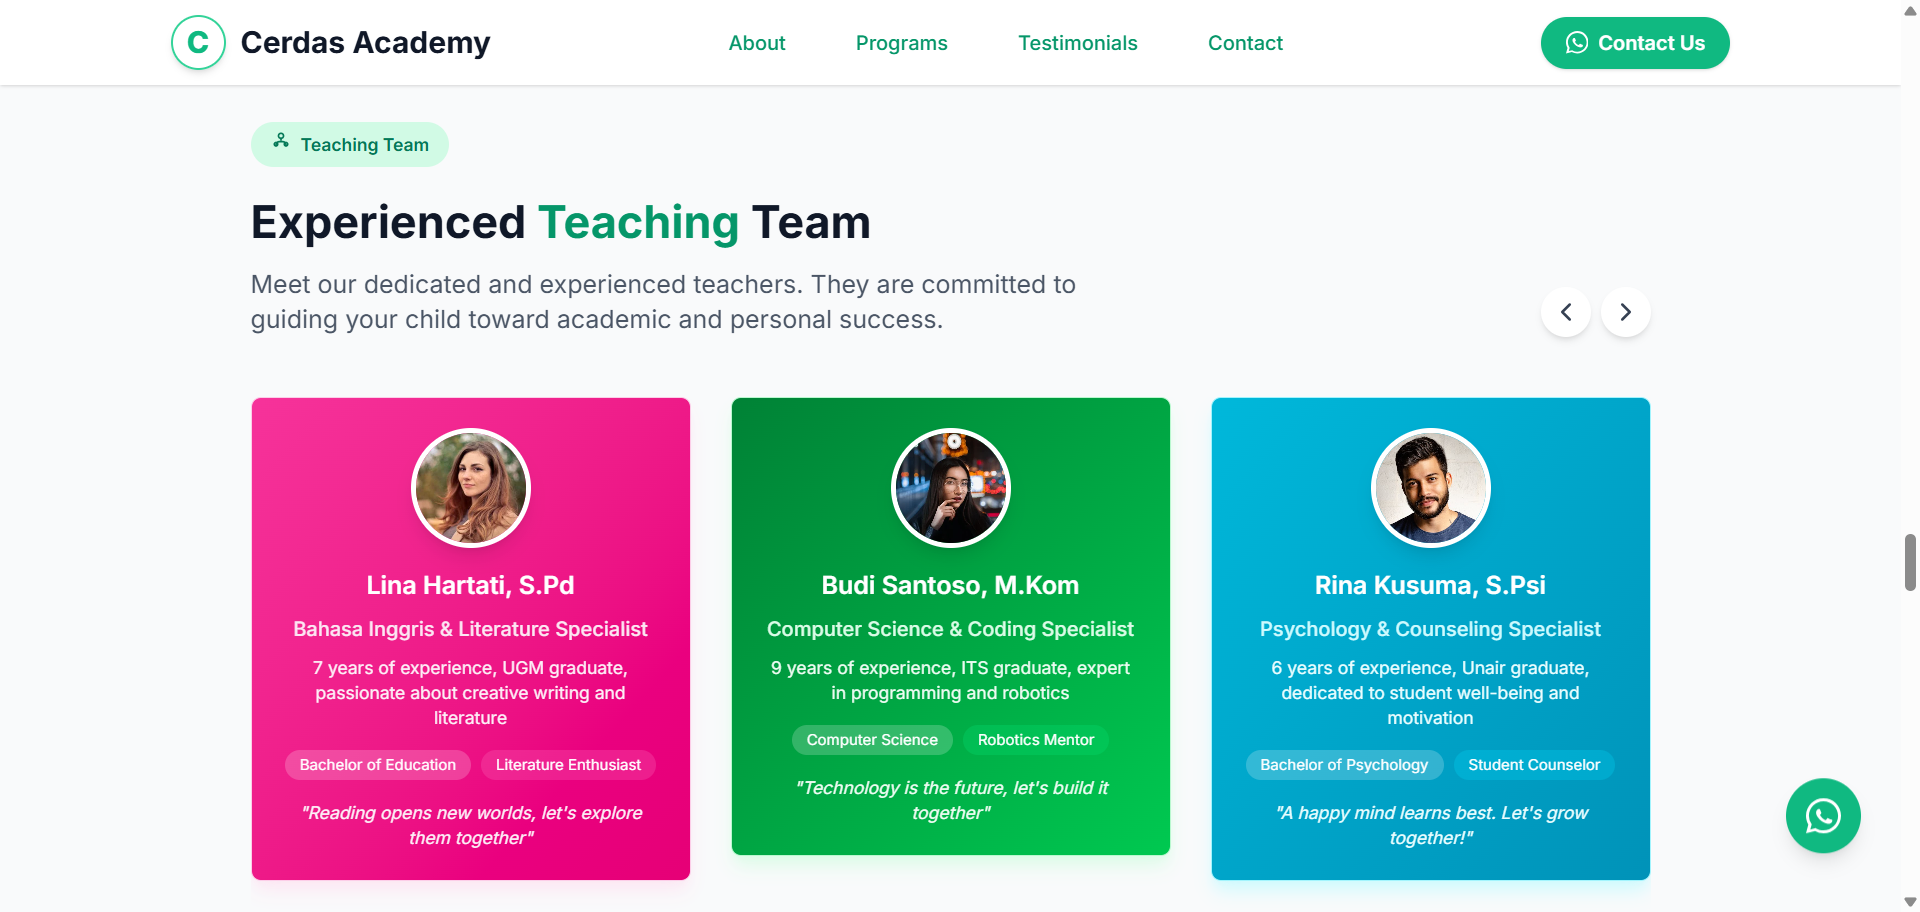 C
Cerdas Academy
About
Programs
Testimonials
Contact
Contact Us
Teaching Team
Experienced Teaching Team
Meet our dedicated and experienced teachers. They are committed to
guiding your child toward academic and personal success.
Lina Hartati, S.Pd
Bahasa Inggris & Literature Specialist
7 years of experience, UGM graduate,
passionate about creative writing and
literature
Bachelor of Education
Literature Enthusiast
"Reading opens new worlds, let's explore
them together"
Budi Santoso, M.Kom
Computer Science & Coding Specialist
9 years of experience, ITS graduate, expert
in programming and robotics
Computer Science
Robotics Mentor
"Technology is the future, let's build it
together"
Rina Kusuma, S.Psi
Psychology & Counseling Specialist
6 years of experience, Unair graduate,
dedicated to student well-being and
motivation
Bachelor of Psychology
Student Counselor
"A happy mind learns best. Let's grow
together!"